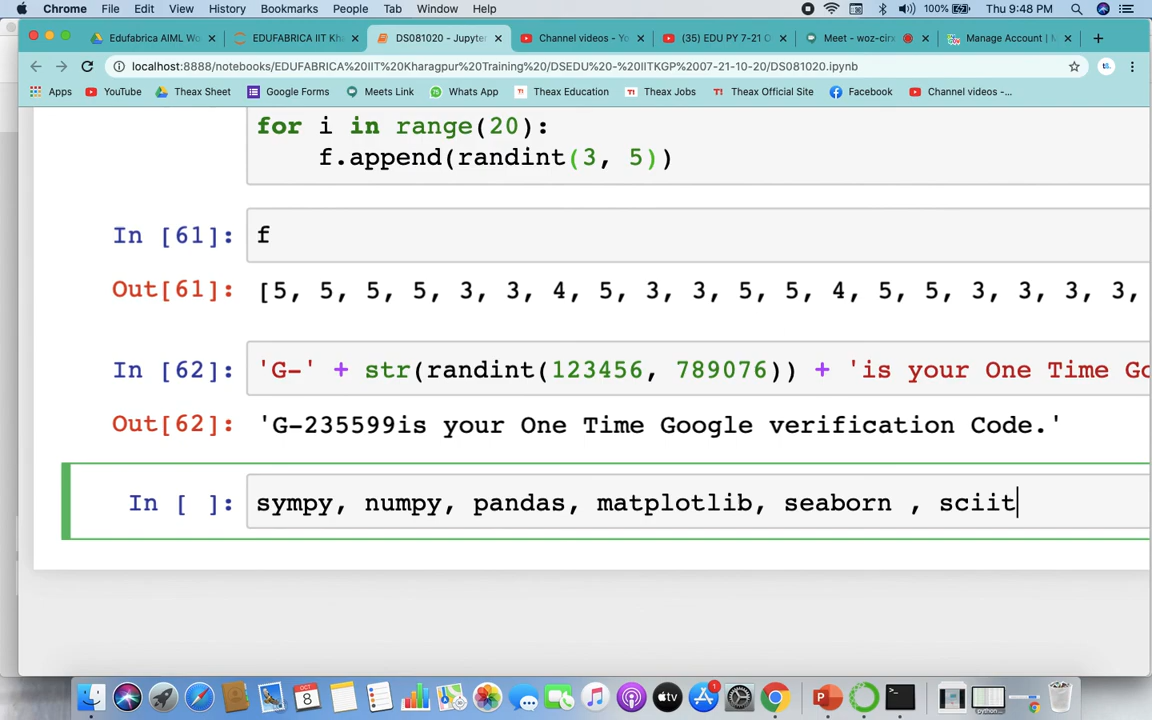 Chrome File Edit View History Bookmarks People Tab Window Help 100% Thu 9:48 PM
Edufabrica AIML Wo × EDUFABRICA IIT Kha × DS081020 - Jupyter × Channel videos - Yo × (35) EDU PY 7-21 O × Meet - woz-cirx × Manage Account | M × +
localhost:8888/notebooks/EDUFABRICA%20IIT%20Kharagpur%20Training%20/DSEDU%20-%20IITKGP%2007-21-10-20/DS081020.ipynb
Apps YouTube Theax Sheet Google Forms Meets Link Whats App Theax Education Theax Jobs Theax Official Site Facebook Channel videos -...
for i in range(20):
f.append(randint(3, 5))
In [61]: f
Out[61]: [5, 5, 5, 5, 3, 3, 4, 5, 3, 3, 5, 5, 4, 5, 5, 3, 3, 3, 3,
In [62]: 'G-' + str(randint(123456, 789076)) + 'is your One Time Go
Out[62]: 'G-235599is your One Time Google verification Code.'
In [ ]: sympy, numpy, pandas, matplotlib, seaborn , sciit